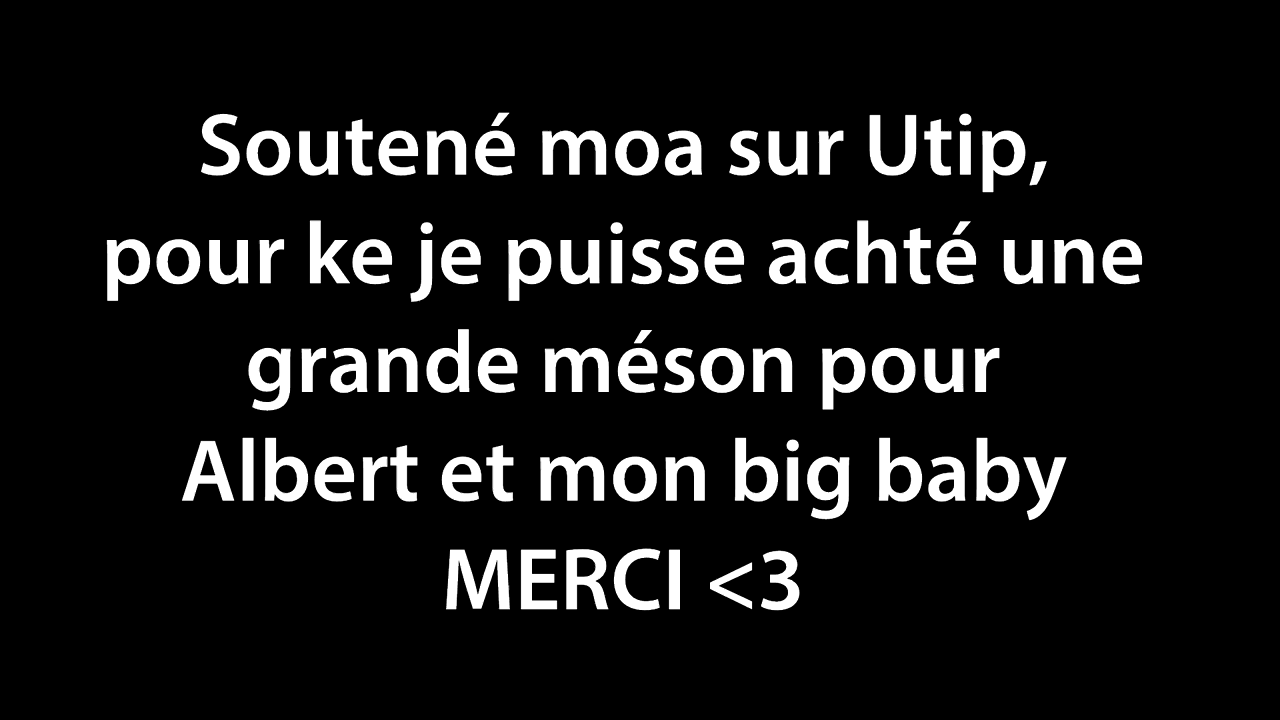 Soutené moa sur Utip,
pour ke je puisse achté une
grande méson pour
Albert et mon big baby
MERCI <3